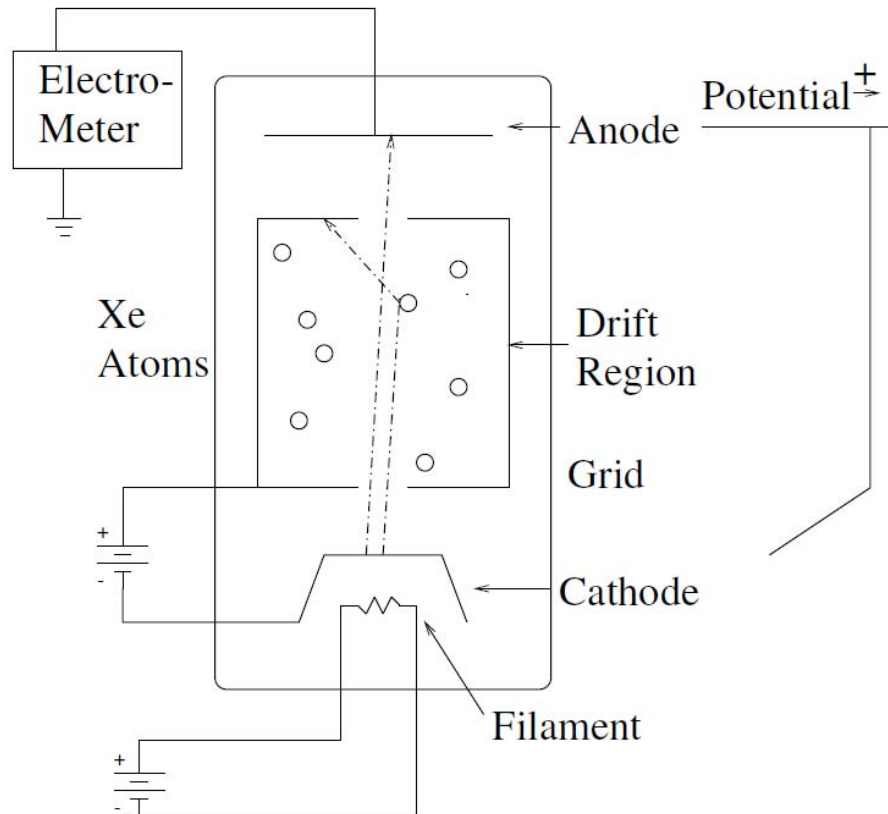 Electro-
Meter
Potential
+
Anode
Xe
Atoms
Drift
Region
Grid
+
-
Cathode
Filament
+
-